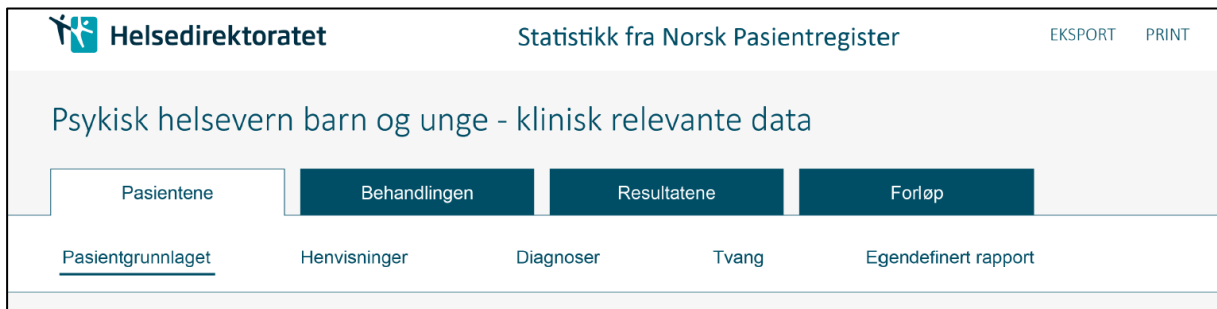 Helsedirektoratet Statistikk fra Norsk Pasientregister EKSPORT PRINT
Psykisk helsevern barn og unge - klinisk relevante data
Pasientene Behandlingen Resultatene Forløp
Pasientgrunnlaget Henvisninger Diagnoser Tvang Egendefinert rapport